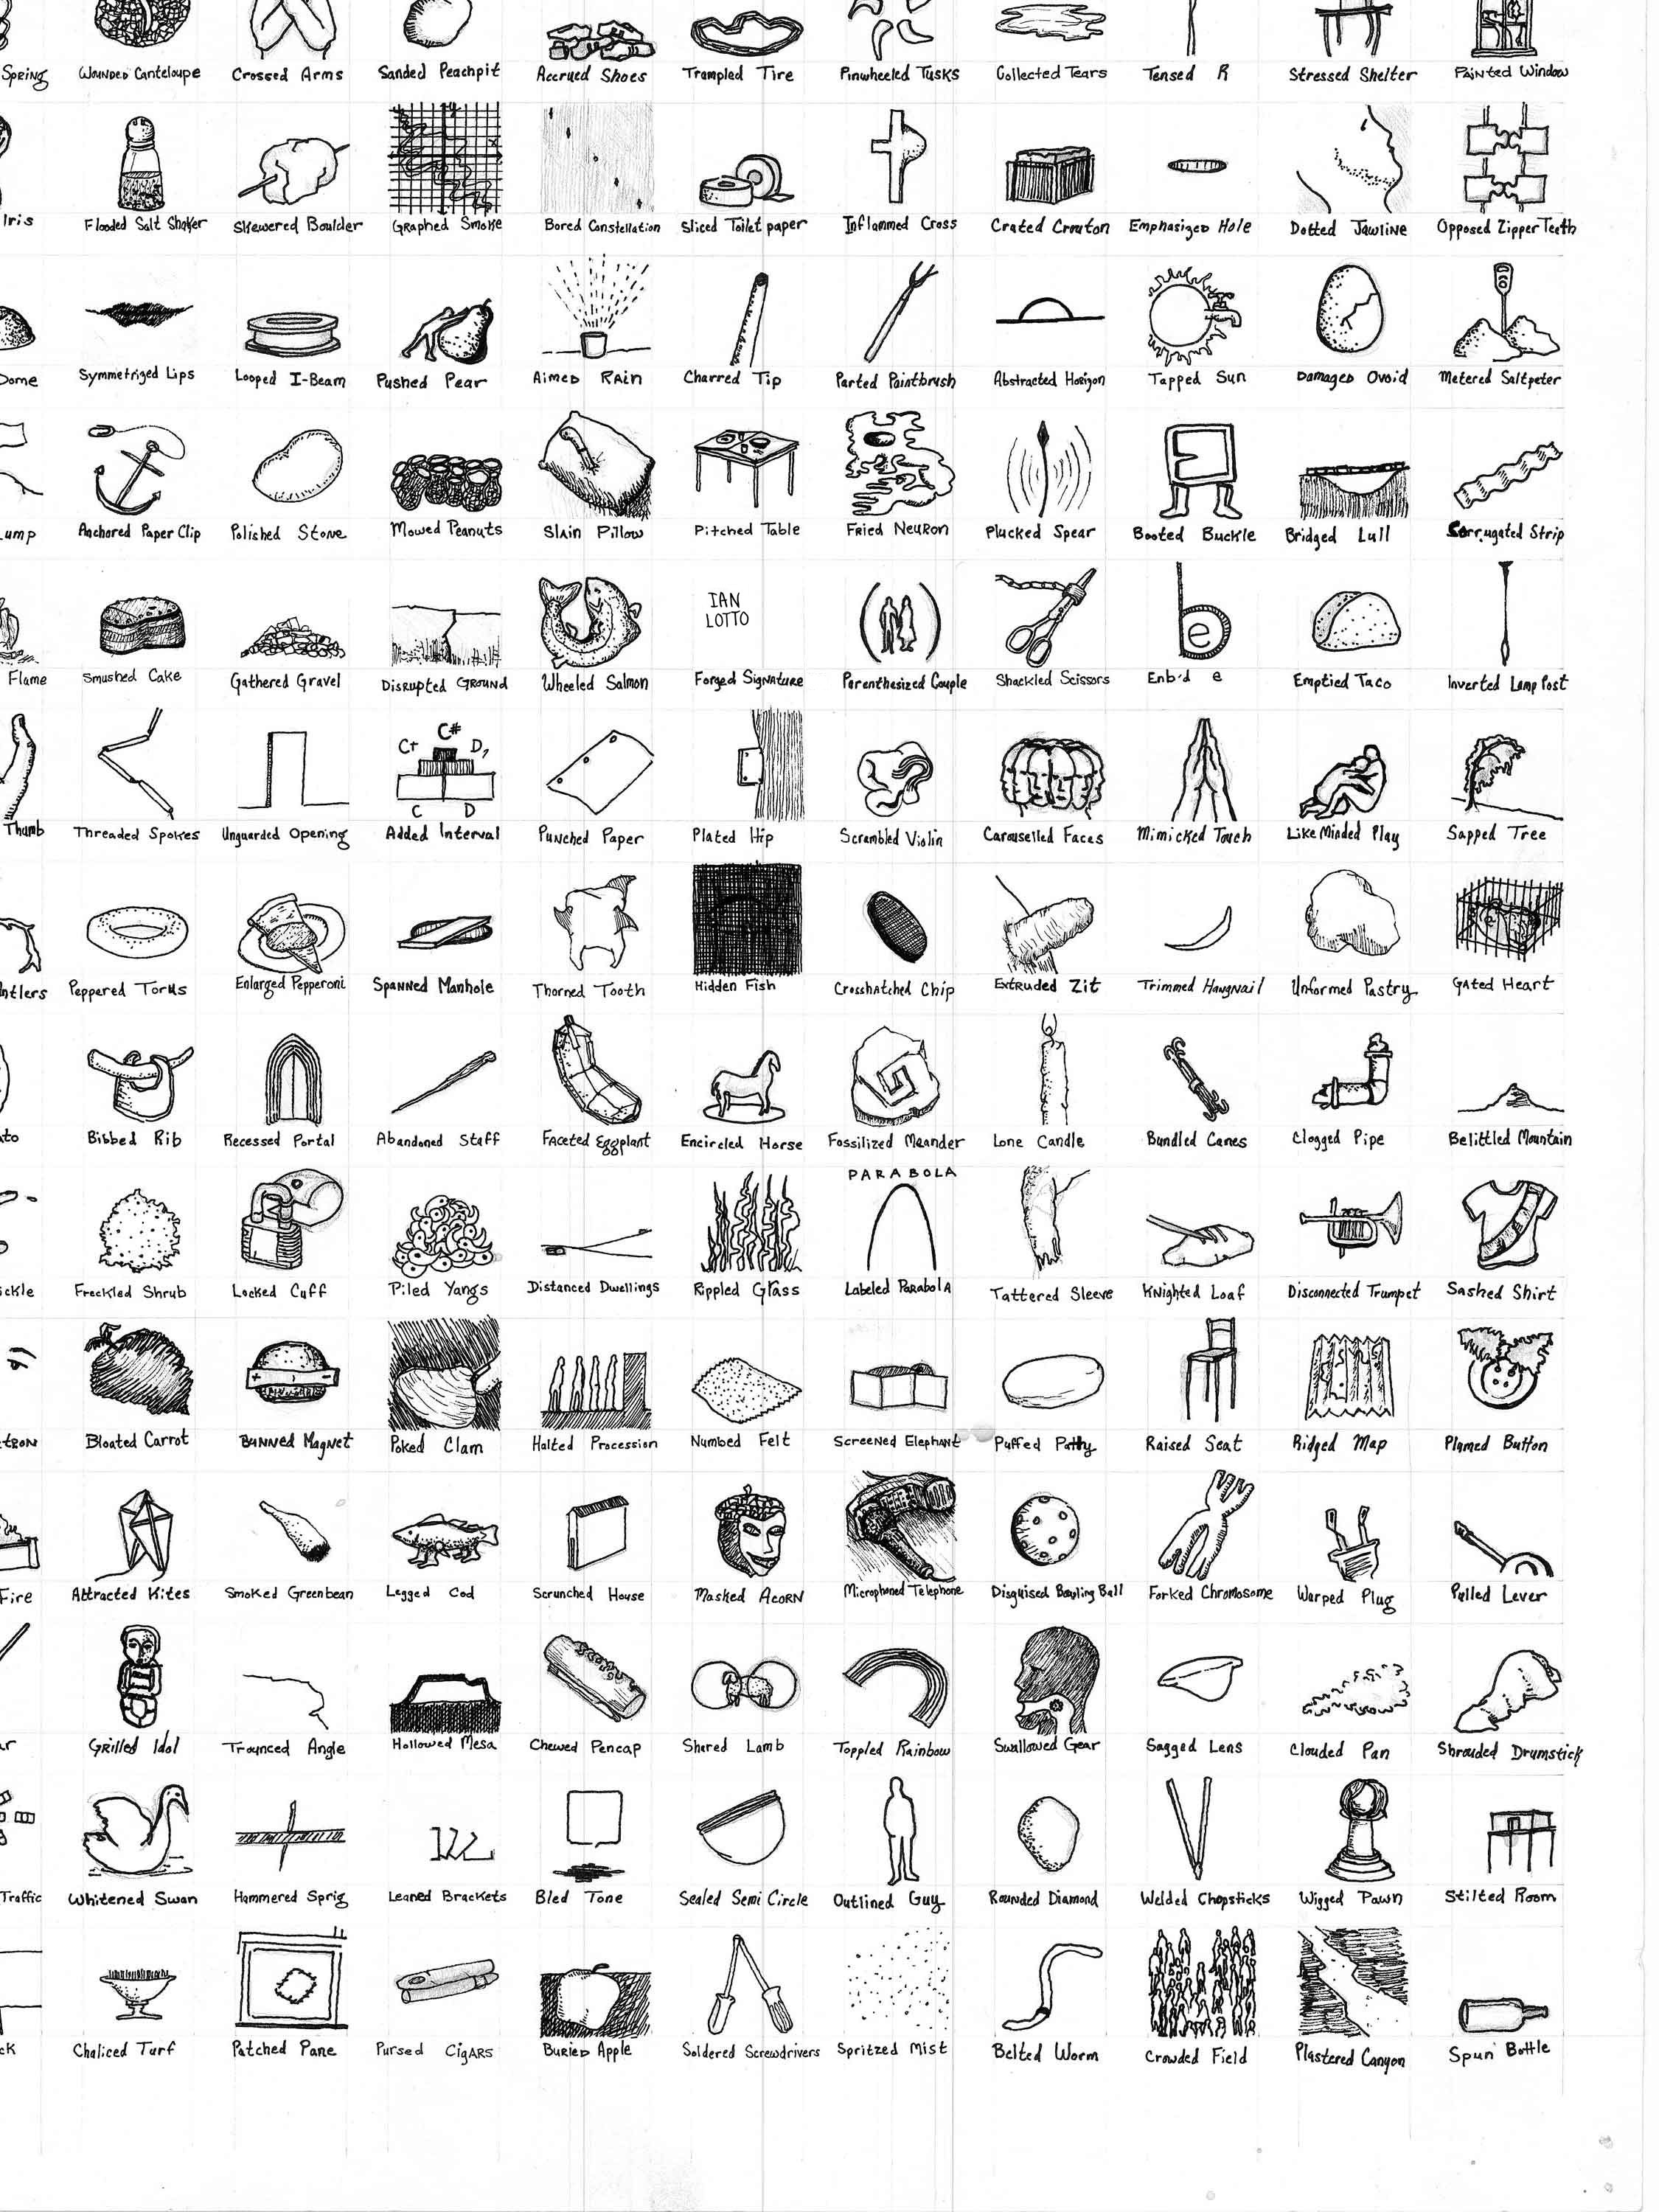 Spring Wounded Canteloupe Crossed Arms Sanded Peachpit Accrued Shoes Trampled Tire Pinwheeled Tusks Collected Tears Tensed R Stressed Shelter Painted Window
Iris Flooded Salt Shaker Skewered Boulder Graphed Smoke Bored Constellation Sliced Toilet paper Inflammed Cross Crated Crouton Emphasized Hole Dotted Jawline Opposed Zipper Teeth
Dome Symmetrized Lips Looped I-Beam Pushed Pear Aimed Rain Charred Tip Parted Paintbrush Abstracted Horizon Tapped Sun Damaged Ovoid Metered Saltpeter
ump Anchored Paper Clip Polished Stone Mowed Peanuts Slain Pillow Pitched Table Fried Neuron Plucked Spear Booted Buckle Bridged Lull Corrugated Strip
IAN
LOTTO
e
Flame Smushed Cake Gathered Gravel Disrupted Ground Wheeled Salmon Forged Signature Parenthesized Couple Shackled Scissors Enb'd e Emptied Taco Inverted Lamp Post
C#
C+ D,
C D
Thumb Threaded Spokes Unguarded Opening Added Interval Punched Paper Plated Hip Scrambled Violin Carouselled Faces Mimicked Touch Like Minded Play Sapped Tree
ntlers Peppered Torus Enlarged Pepperoni Spanned Manhole Thorned Tooth Hidden Fish Crosshatched Chip Extruded Zit Trimmed Hangnail Unformed Pastry Gated Heart
ato Bibbed Rib Recessed Portal Abandoned Staff Faceted Eggplant Encircled Horse Fossilized Meander Lone Candle Bundled Canes Clogged Pipe Belittled Mountain
PARABOLA
ickle Freckled Shrub Locked Cuff Piled Yangs Distanced Dwellings Rippled Grass Labeled Parabola Tattered Sleeve Knighted Loaf Disconnected Trumpet Sashed Shirt
+ -
tron Bloated Carrot Bunned Magnet Poked Clam Halted Procession Numbed Felt Screened Elephant Puffed Patty Raised Seat Ridged Map Plumed Button
Fire Attracted Kites Smoked Greenbean Legged Cod Scrunched House Masked Acorn Microphoned Telephone Disguised Bowling Ball Forked Chromosome Warped Plug Pulled Lever
ar Grilled Idol Trounced Angle Hollowed Mesa Chewed Pencap Shared Lamb Toppled Rainbow Swallowed Gear Sagged Lens Clouded Pan Shrouded Drumstick
Traffic Whitened Swan Hammered Sprig Leaned Brackets Bled Tone Sealed Semi Circle Outlined Guy Rounded Diamond Welded Chopsticks Wigged Pawn Stilted Room
ck Chaliced Turf Patched Pane Pursed Cigars Buried Apple Soldered Screwdrivers Spritzed Mist Belted Worm Crowded Field Plastered Canyon Spun Bottle